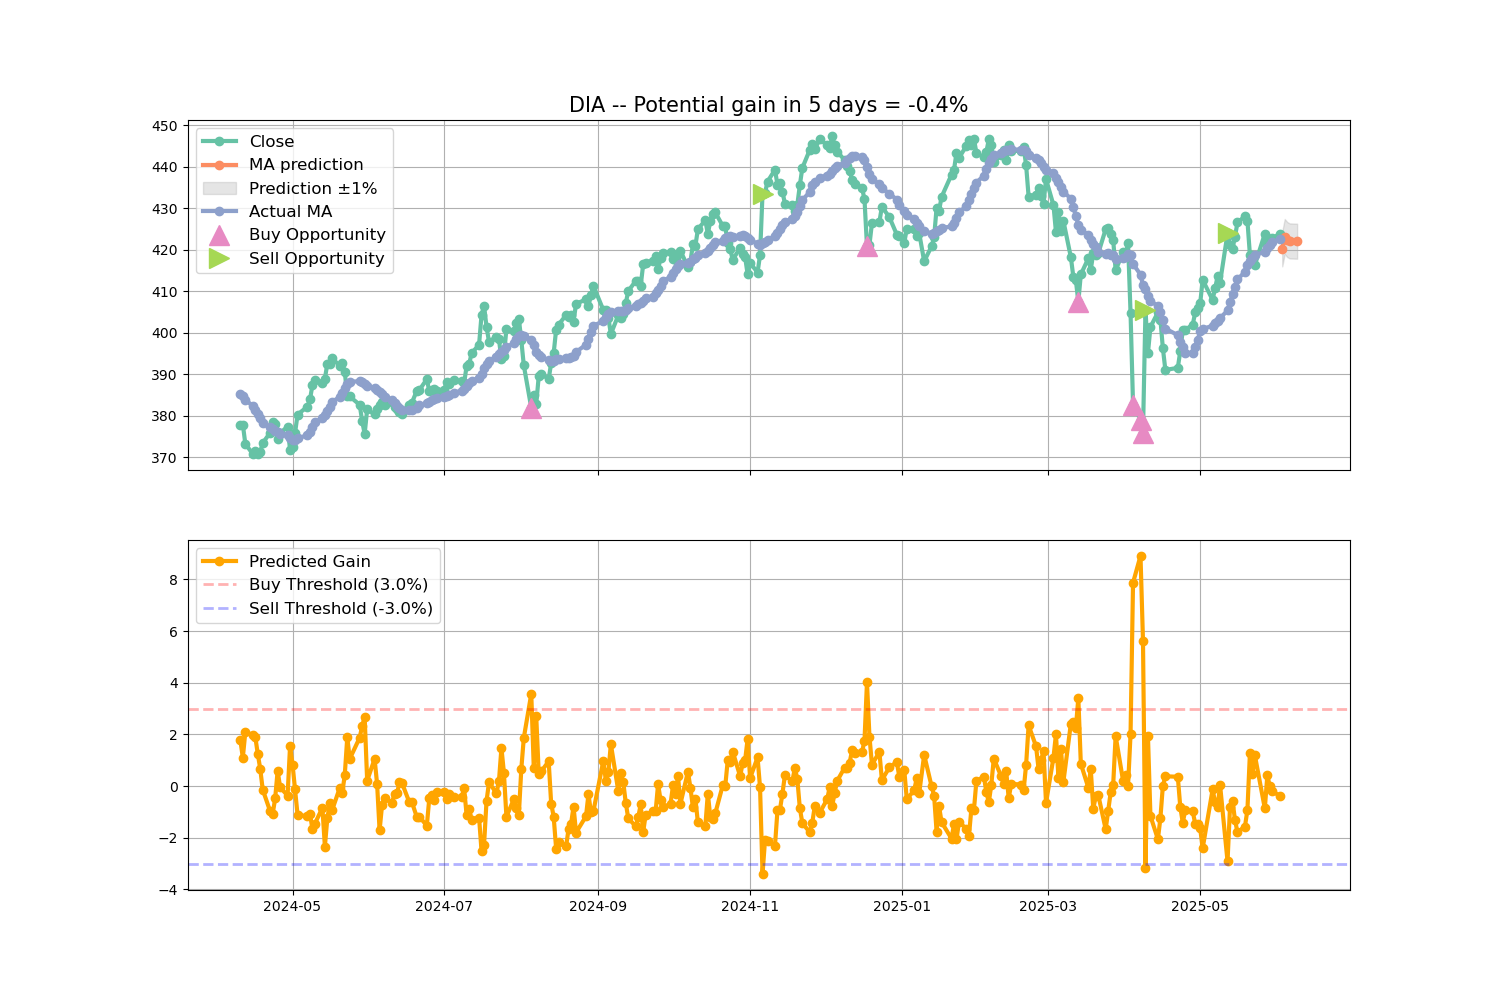 DIA -- Potential gain in 5 days = -0.4%
450
440
430
420
410
400
390
380
370
Close
MA prediction
Prediction ±1%
Actual MA
Buy Opportunity
Sell Opportunity
8
6
4
2
0
−2
−4
Predicted Gain
Buy Threshold (3.0%)
Sell Threshold (-3.0%)
2024-05 2024-07 2024-09 2024-11 2025-01 2025-03 2025-05